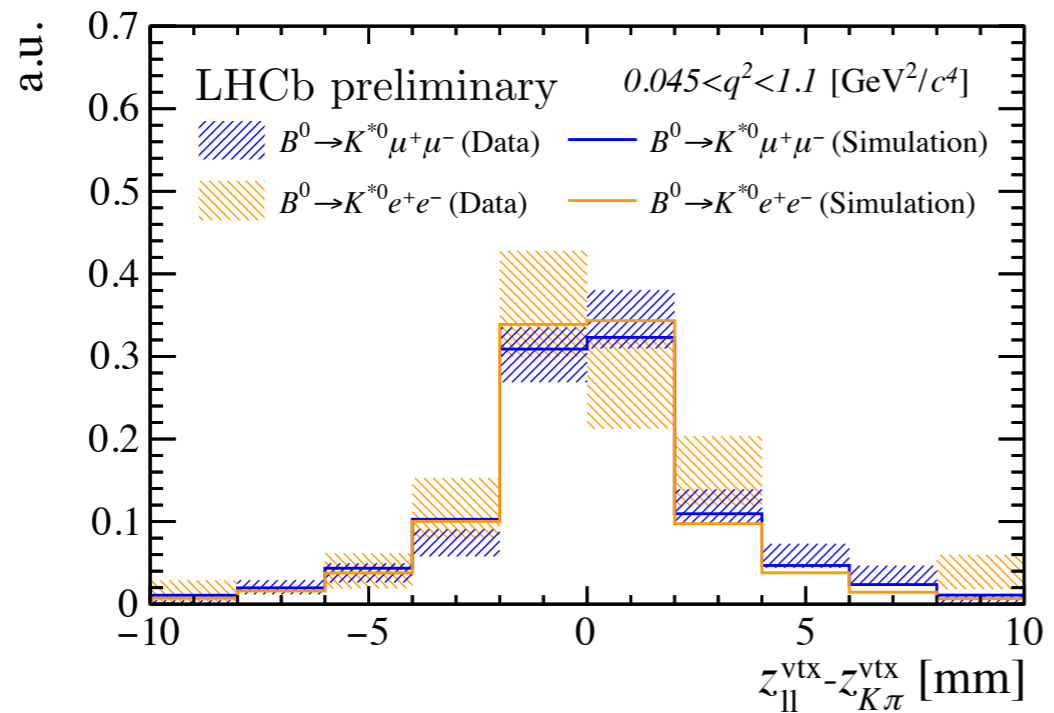 a.u.
0.7
0.6
0.5
0.4
0.3
0.2
0.1
0
LHCb preliminary
0.045<q²<1.1 [GeV²/c⁴]
B⁰→K*⁰μ⁺μ⁻ (Data)
B⁰→K*⁰μ⁺μ⁻ (Simulation)
B⁰→K*⁰e⁺e⁻ (Data)
B⁰→K*⁰e⁺e⁻ (Simulation)
−10 −5 0 5 10
z_ll^vtx-z_Kπ^vtx [mm]